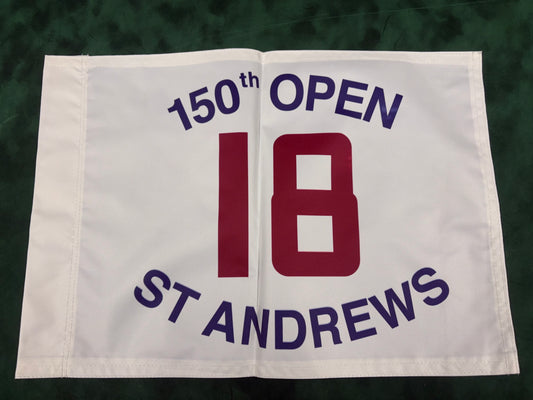 150th OPEN
18
ST ANDREWS